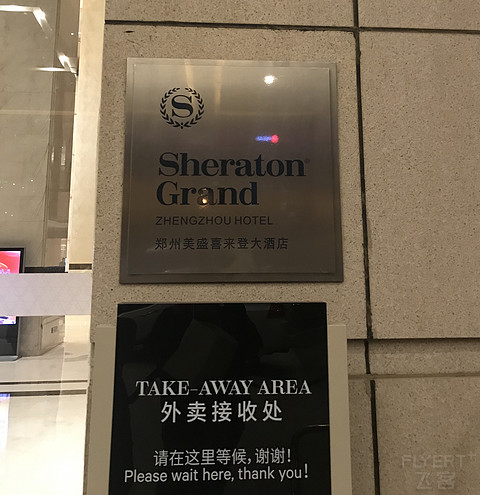 S
Sheraton®
Grand
ZHENGZHOU HOTEL
郑州美盛喜来登大酒店
TAKE-AWAY AREA
外卖接收处
请在这里等候，谢谢！
Please wait here, thank you!
FLYERT+
飞客